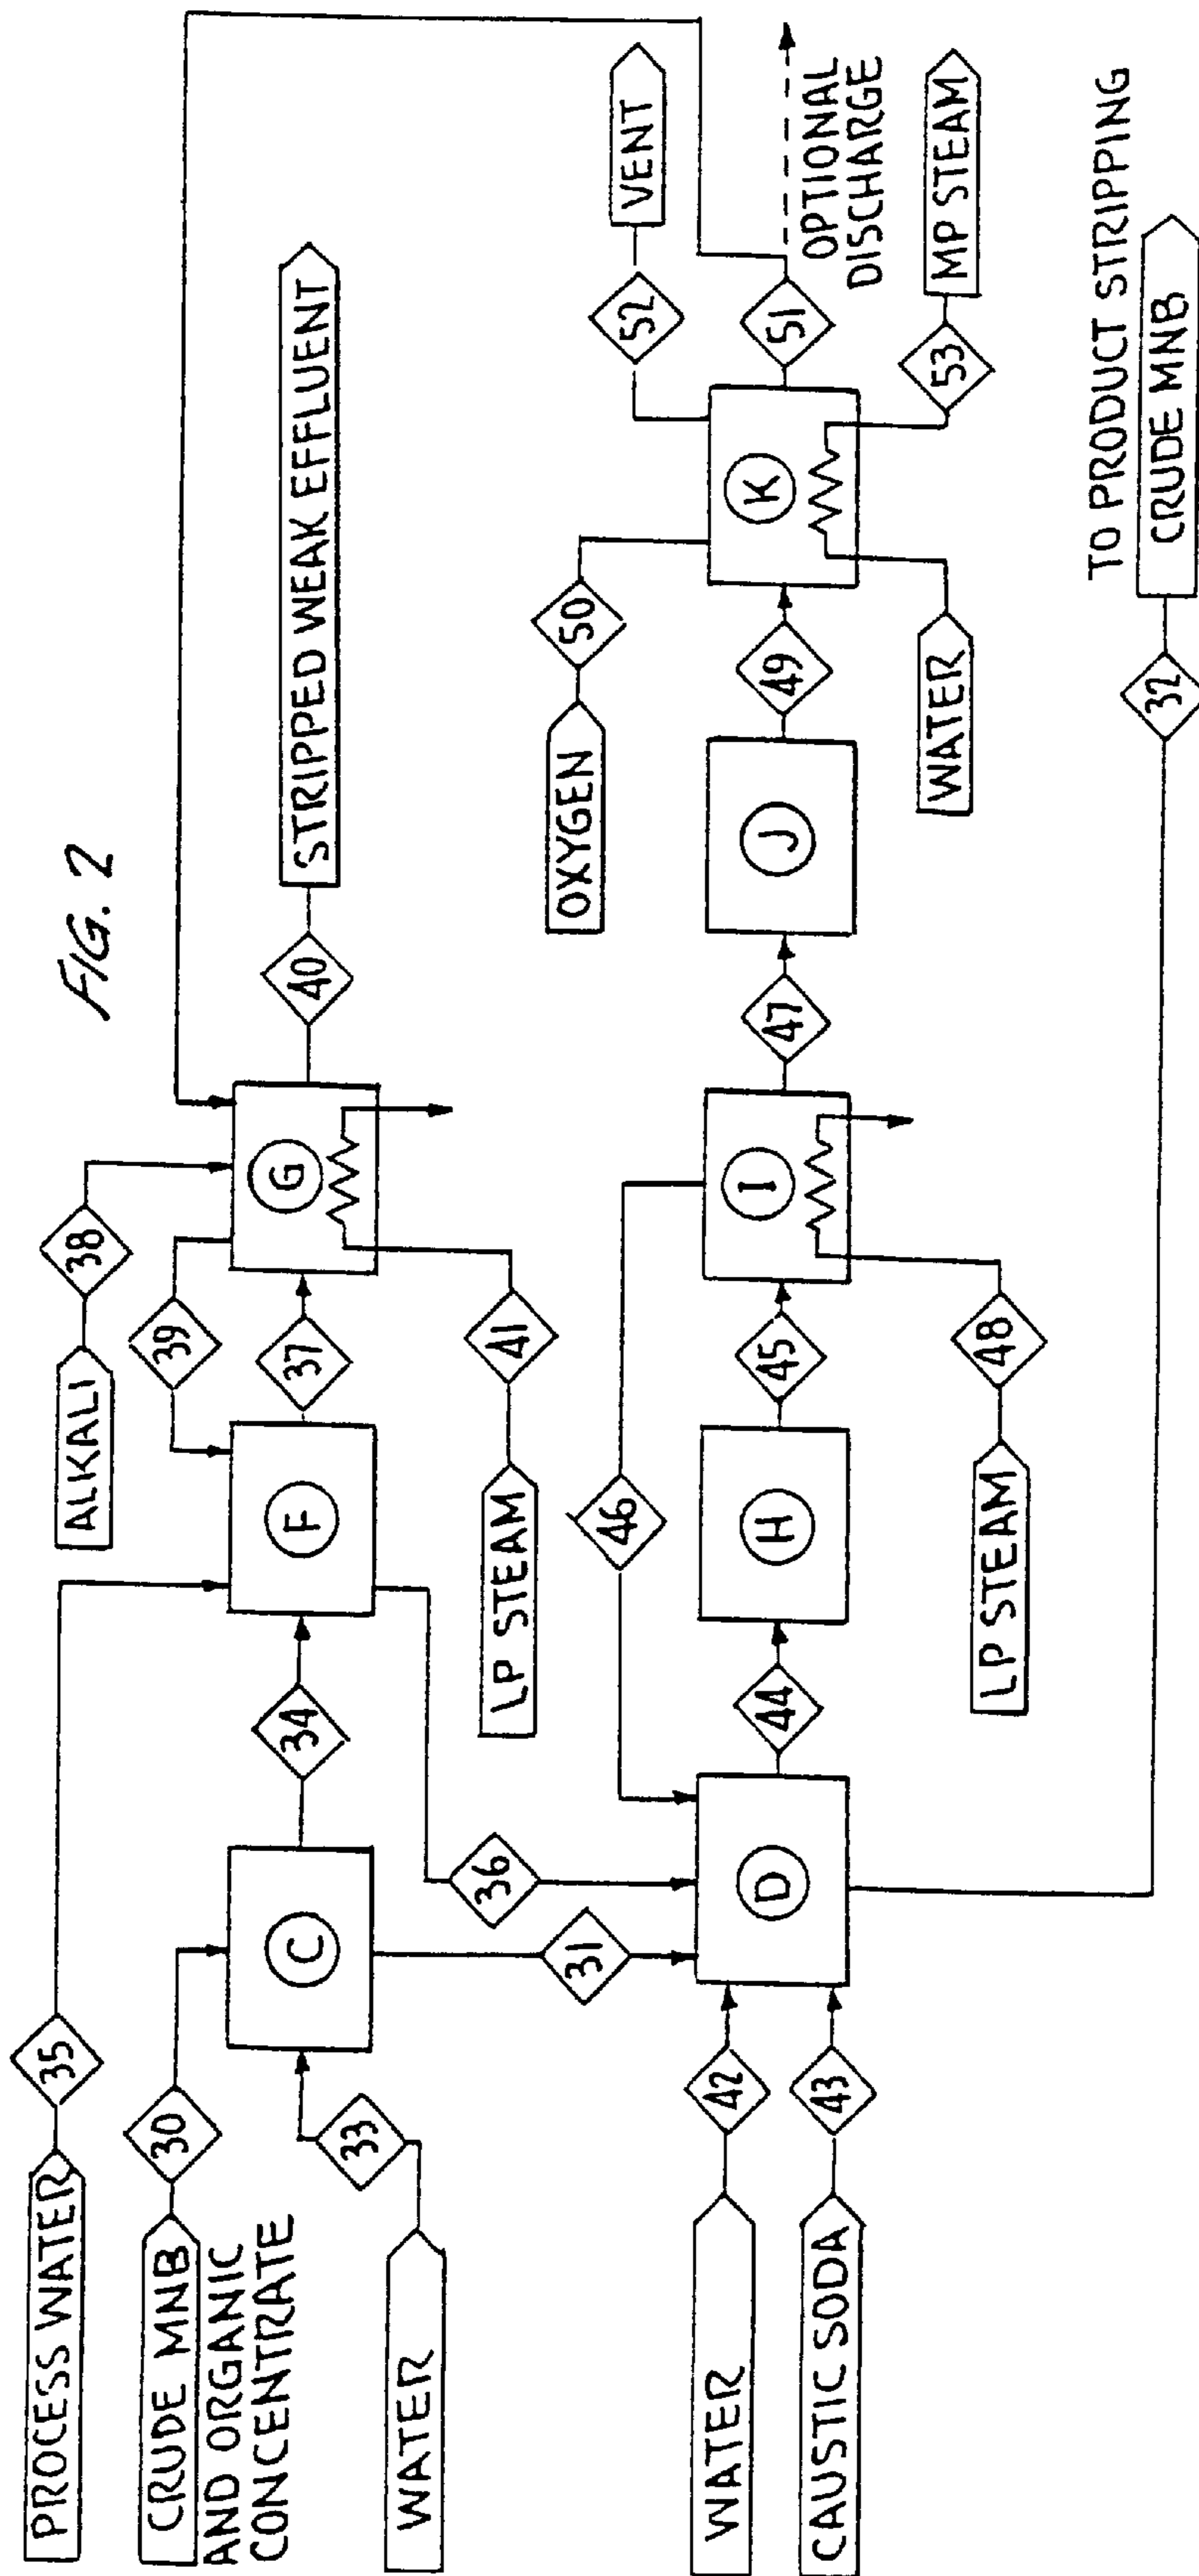 FIG. 2
PROCESS WATER
35
CRUDE MNB
AND ORGANIC
CONCENTRATE
30
WATER
33
C
34
31
F
36
37
39
ALKALI
38
G
LP STEAM
41
40
STRIPPED WEAK EFFLUENT
WATER
42
CAUSTIC SODA
43
D
44
H
46
45
I
LP STEAM
48
47
J
49
OXYGEN
50
WATER
K
52
VENT
51
OPTIONAL
DISCHARGE
53
MP STEAM
32
TO PRODUCT STRIPPING
CRUDE MNB